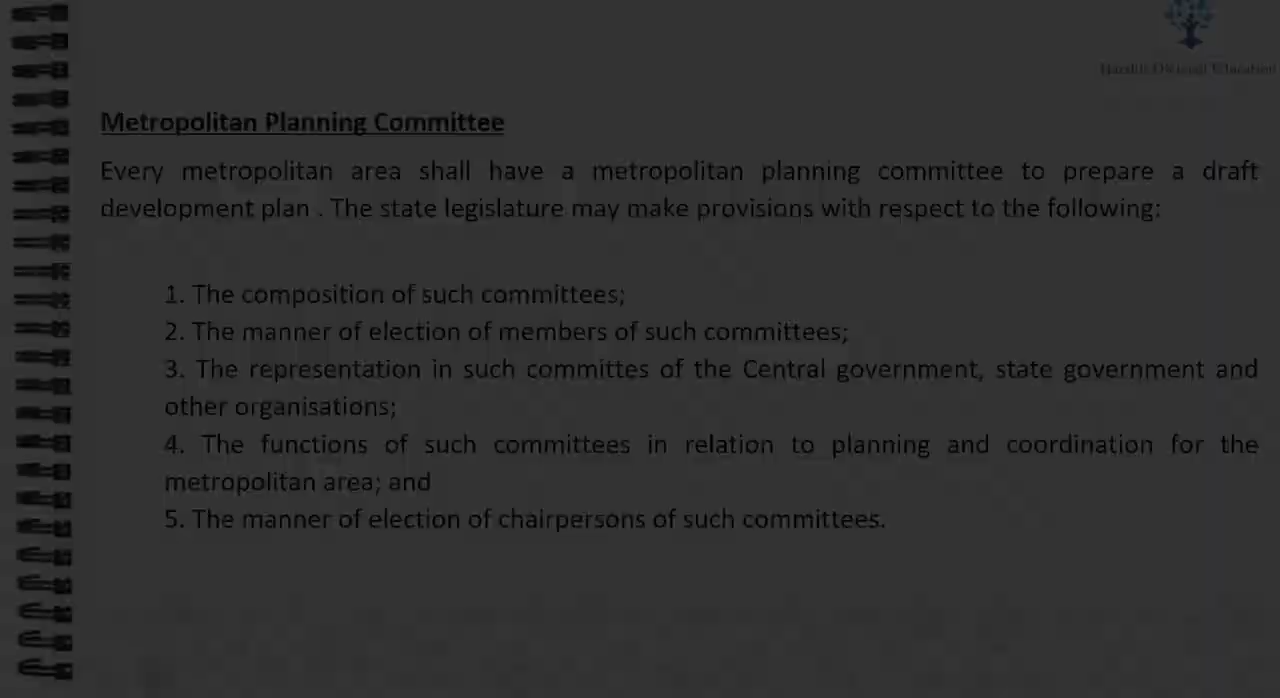 Metropolitan Planning Committee
Every metropolitan area shall have a metropolitan planning committee to prepare a draft
development plan . The state legislature may make provisions with respect to the following:
1. The composition of such committees;
2. The manner of election of members of such committees;
3. The representation in such committes of the Central government, state government and
other organisations;
4. The functions of such committees in relation to planning and coordination for the
metropolitan area; and
5. The manner of election of chairpersons of such committees.